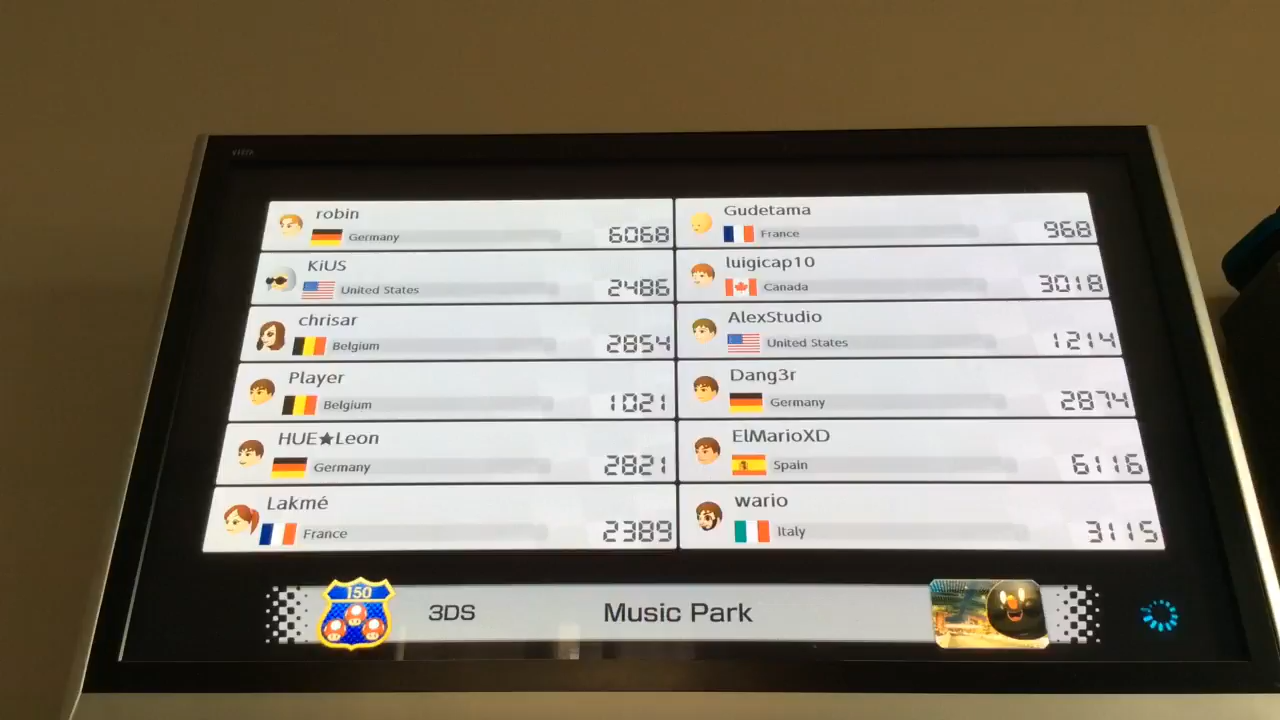 VIZIO
robin
Germany 6068
KiUS
United States 2486
chrisar
Belgium 2854
Player
Belgium 1021
HUE★Leon
Germany 2821
Lakmé
France 2389
Gudetama
France 968
luigicap10
Canada 3018
AlexStudio
United States 1214
Dang3r
Germany 2874
ElMarioXD
Spain 6116
wario
Italy 3115
150 3DS Music Park